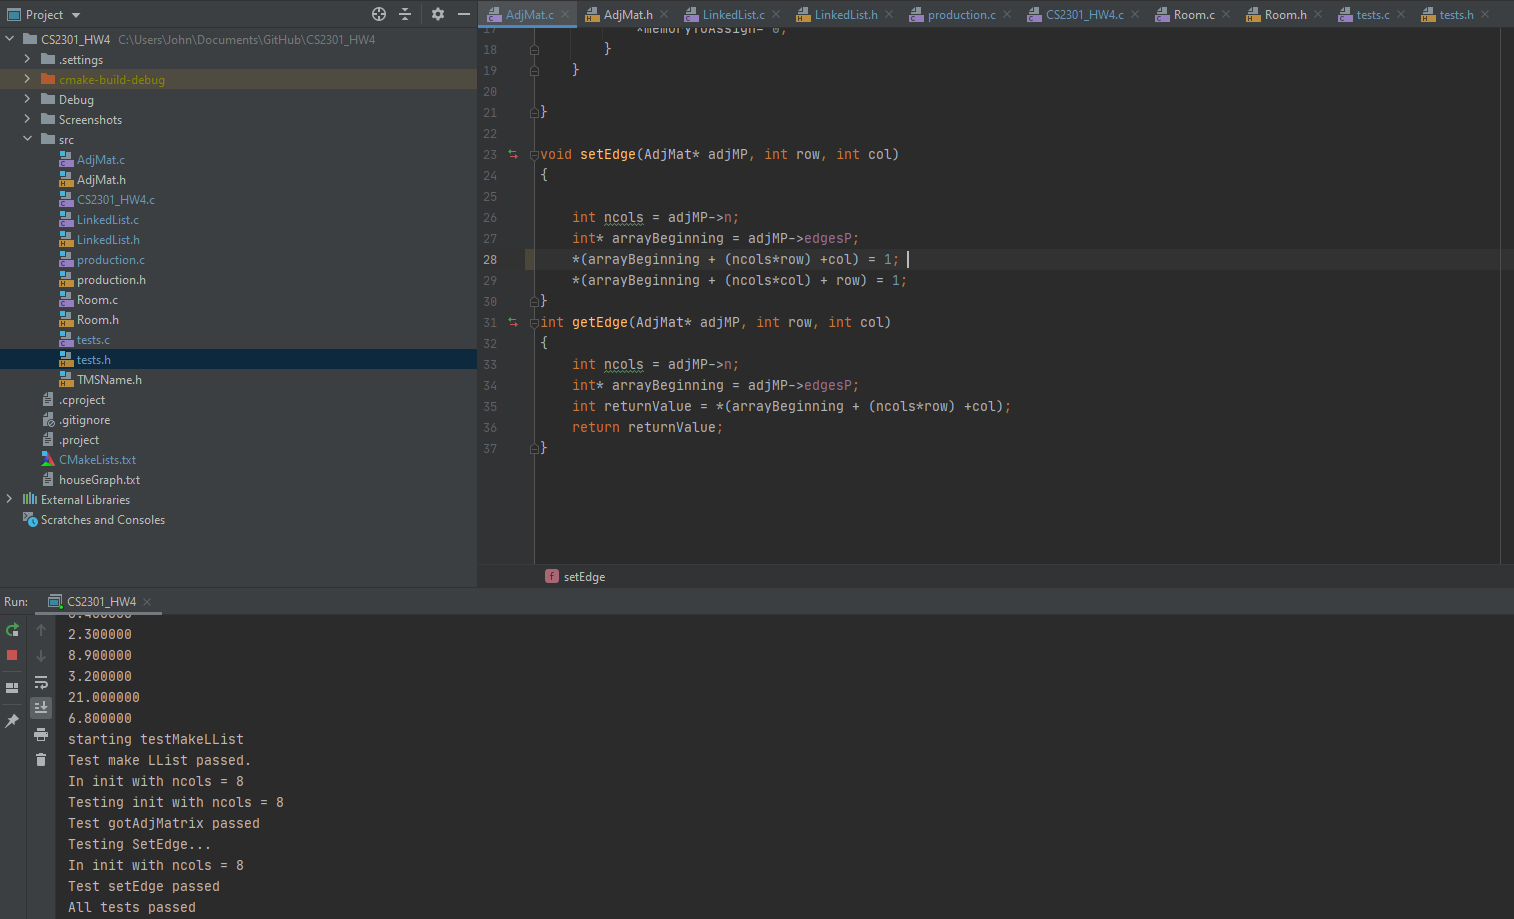 Project
AdjMat.c
AdjMat.h
LinkedList.c
LinkedList.h
production.c
CS2301_HW4.c
Room.c
Room.h
tests.c
tests.h
CS2301_HW4 C:\Users\John\Documents\GitHub\CS2301_HW4
.settings
cmake-build-debug
Debug
Screenshots
src
AdjMat.c
AdjMat.h
CS2301_HW4.c
LinkedList.c
LinkedList.h
production.c
production.h
Room.c
Room.h
tests.c
tests.h
TMSName.h
.cproject
.gitignore
.project
CMakeLists.txt
houseGraph.txt
External Libraries
Scratches and Consoles
17 *memoryToAssign= 0;
18 }
19 }
20
21 }
22
23 void setEdge(AdjMat* adjMP, int row, int col)
24 {
25
26 int ncols = adjMP->n;
27 int* arrayBeginning = adjMP->edgesP;
28 *(arrayBeginning + (ncols*row) +col) = 1;
29 *(arrayBeginning + (ncols*col) + row) = 1;
30 }
31 int getEdge(AdjMat* adjMP, int row, int col)
32 {
33 int ncols = adjMP->n;
34 int* arrayBeginning = adjMP->edgesP;
35 int returnValue = *(arrayBeginning + (ncols*row) +col);
36 return returnValue;
37 }
f setEdge
Run: CS2301_HW4
2.300000
8.900000
3.200000
21.000000
6.800000
starting testMakeLList
Test make LList passed.
In init with ncols = 8
Testing init with ncols = 8
Test gotAdjMatrix passed
Testing SetEdge...
In init with ncols = 8
Test setEdge passed
All tests passed